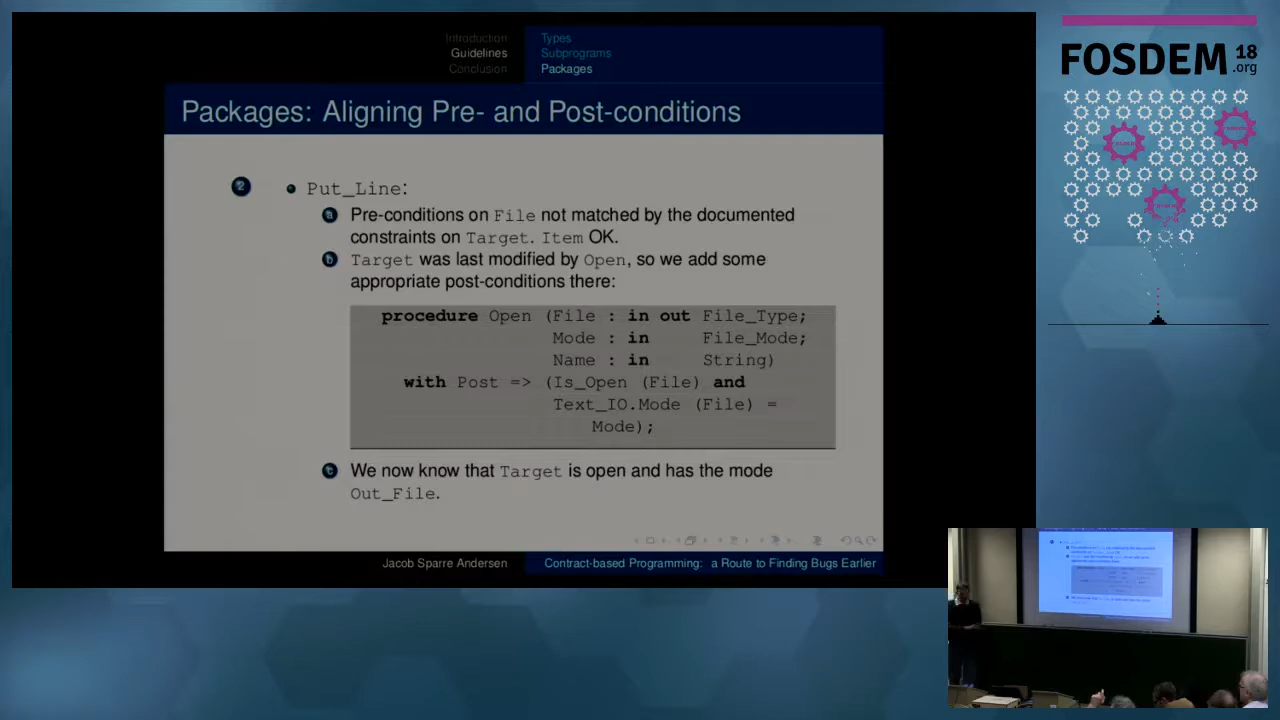 Introduction
Guidelines
Conclusion
Types
Subprograms
Packages
Packages: Aligning Pre- and Post-conditions
2
Put_Line:
a Pre-conditions on File not matched by the documented
constraints on Target. Item OK.
b Target was last modified by Open, so we add some
appropriate post-conditions there:
procedure Open (File : in out File_Type;
Mode : in File_Mode;
Name : in String)
with Post => (Is_Open (File) and
Text_IO.Mode (File) =
Mode);
c We now know that Target is open and has the mode
Out_File.
Jacob Sparre Andersen
Contract-based Programming: a Route to Finding Bugs Earlier
FOSDEM 18
.org